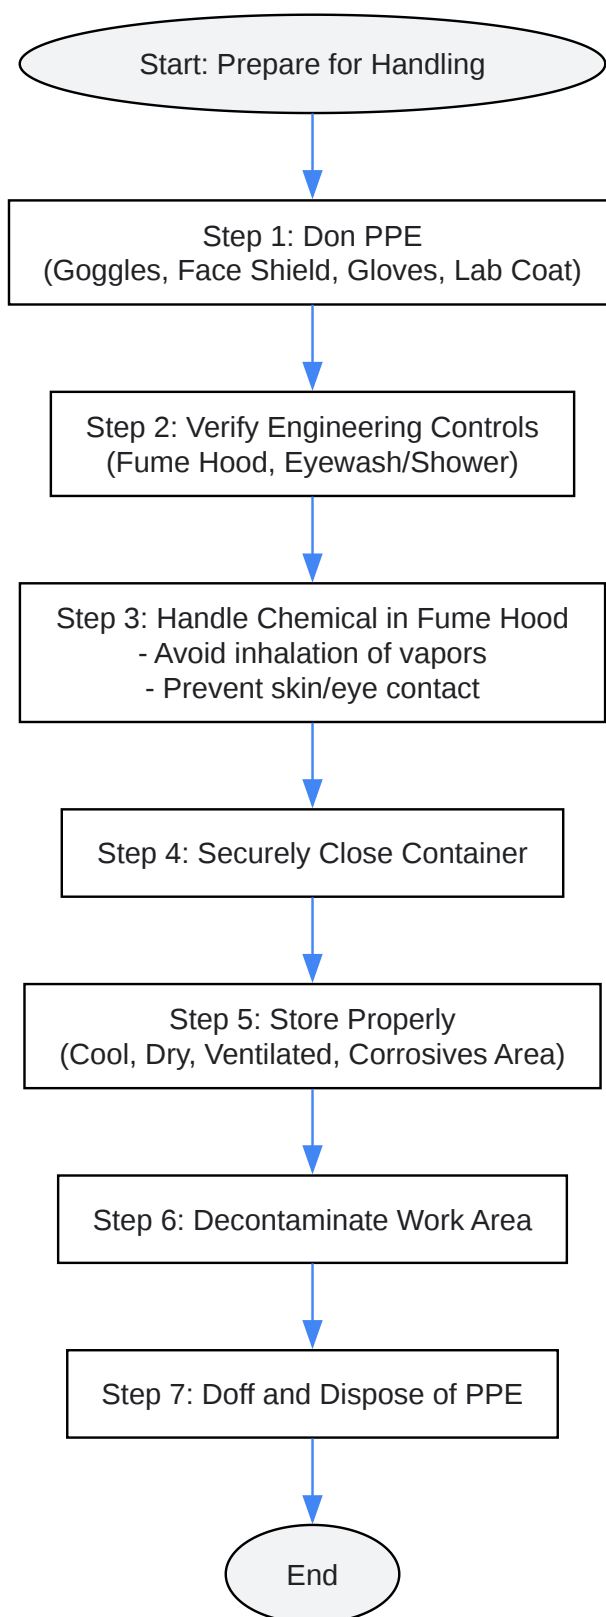 Start: Prepare for Handling
Step 1: Don PPE
(Goggles, Face Shield, Gloves, Lab Coat)
Step 2: Verify Engineering Controls
(Fume Hood, Eyewash/Shower)
Step 3: Handle Chemical in Fume Hood
- Avoid inhalation of vapors
- Prevent skin/eye contact
Step 4: Securely Close Container
Step 5: Store Properly
(Cool, Dry, Ventilated, Corrosives Area)
Step 6: Decontaminate Work Area
Step 7: Doff and Dispose of PPE
End